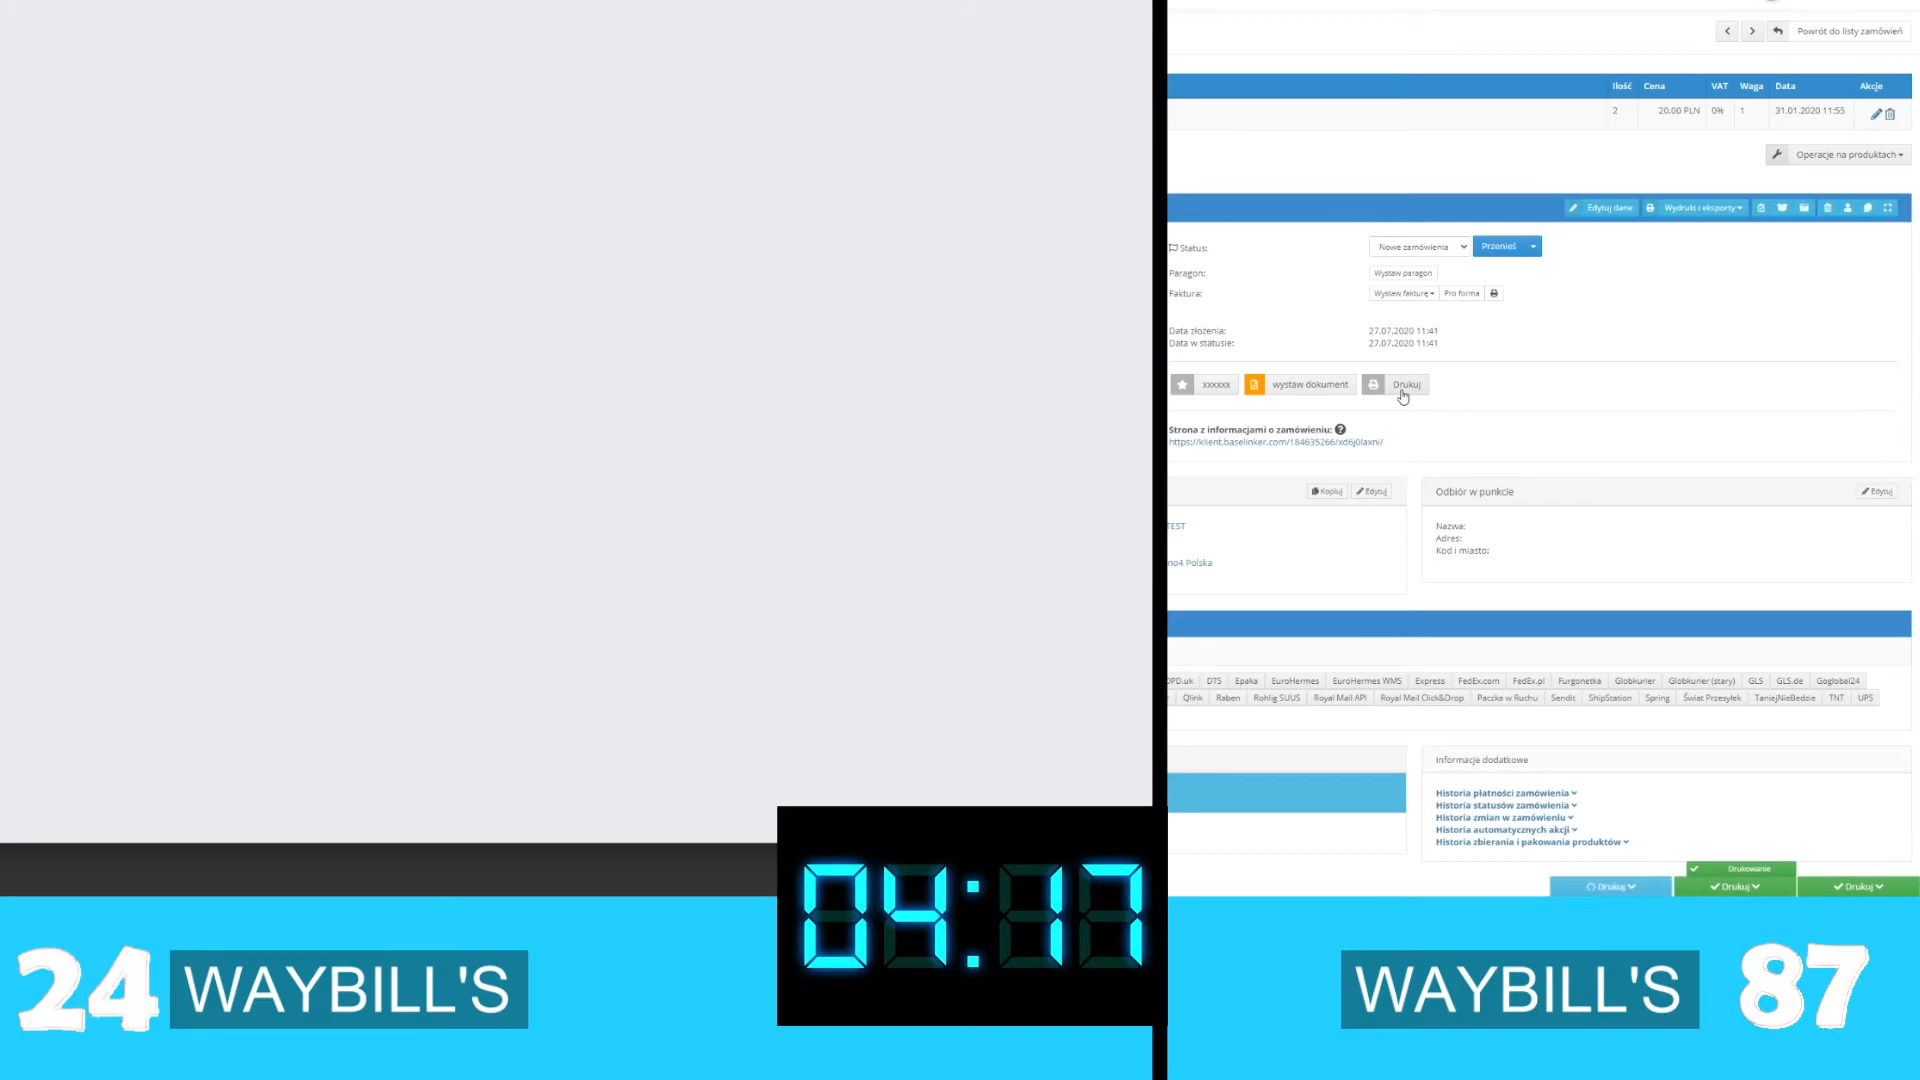 Powrót do listy zamówień
Ilość Cena VAT Waga Data Akcje
2 20.00 PLN 0% 1 31.01.2020 11:55
Operacje na produktach
Edytuj dane Wydruki i eksporty
Status: Nowe zamówienia Przenieś
Paragon: Wystaw paragon
Faktura: Wystaw fakturę Pro forma
Data złożenia: 27.07.2020 11:41
Data w statusie: 27.07.2020 11:41
xxxxxx wystaw dokument Drukuj
Strona z informacjami o zamówieniu:
https://klient.baselinker.com/184635266/xd6j0laxni/
Kopiuj Edytuj Odbiór w punkcie Edytuj
TEST
Nazwa:
Adres:
Kod i miasto:
no4 Polska
DPD.uk DTS Epaka EuroHermes EuroHermes WMS Express FedEx.com FedEx.pl Furgonetka Globkurier Globkurier (stary) GLS GLS.de Goglobal24
Qlink Raben Rohlig SUUS Royal Mail API Royal Mail Click&Drop Paczka w Ruchu Sendit ShipStation Spring Świat Przesyłek TaniejNieBedzie TNT UPS
Informacje dodatkowe
Historia płatności zamówienia
Historia statusów zamówienia
Historia zmian w zamówieniu
Historia automatycznych akcji
Historia zbierania i pakowania produktów
Drukowanie
Drukuj Drukuj Drukuj
04:17
24 WAYBILL'S
WAYBILL'S 87